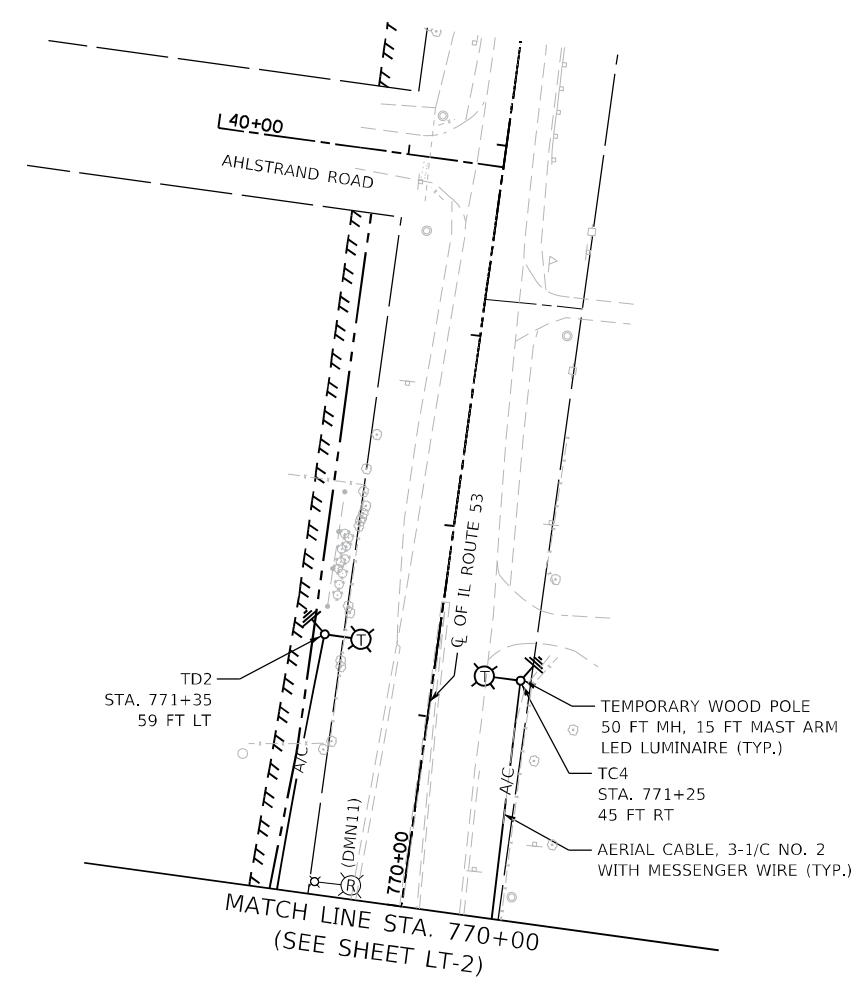 40+00
AHLSTRAND ROAD
℄ OF IL ROUTE 53
T
TD2
STA. 771+35
59 FT LT
T
TEMPORARY WOOD POLE
50 FT MH, 15 FT MAST ARM
LED LUMINAIRE (TYP.)
TC4
STA. 771+25
45 FT RT
A/C
A/C
AERIAL CABLE, 3-1/C NO. 2
WITH MESSENGER WIRE (TYP.)
(DMN11)
R
770+00
MATCH LINE STA. 770+00
(SEE SHEET LT-2)